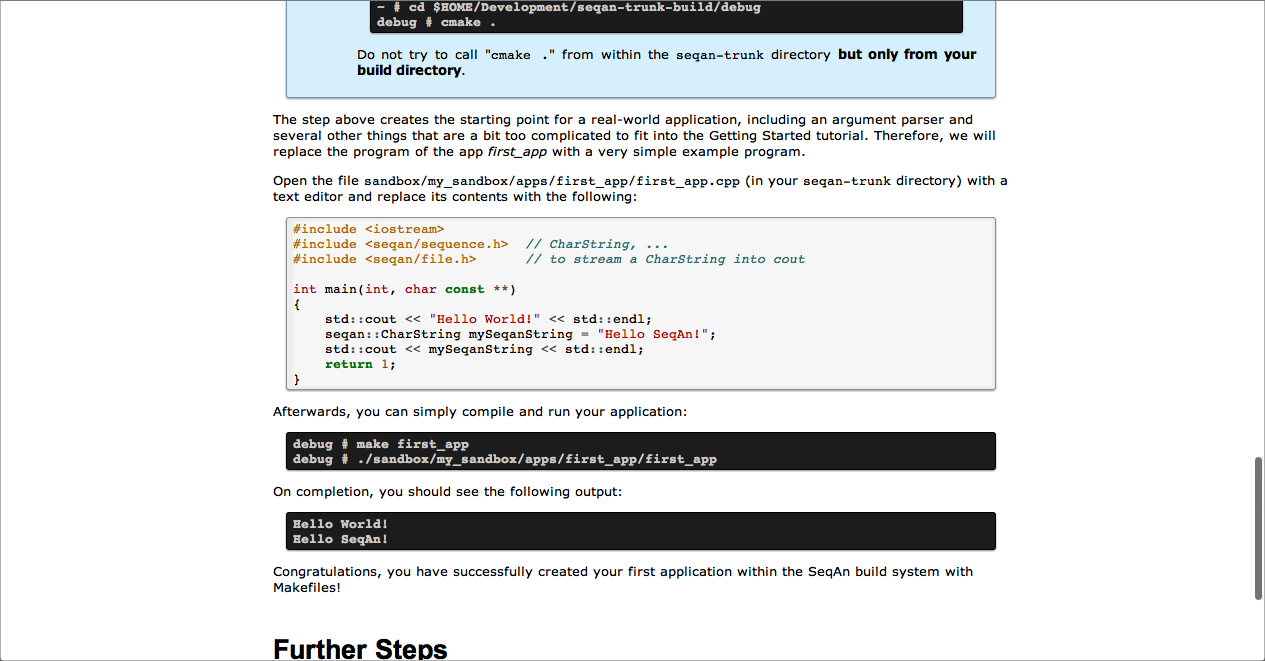 ~ # cd $HOME/Development/seqan-trunk-build/debug
debug # cmake .
Do not try to call "cmake ." from within the seqan-trunk directory but only from your
build directory.
The step above creates the starting point for a real-world application, including an argument parser and
several other things that are a bit too complicated to fit into the Getting Started tutorial. Therefore, we will
replace the program of the app first_app with a very simple example program.
Open the file sandbox/my_sandbox/apps/first_app/first_app.cpp (in your seqan-trunk directory) with a
text editor and replace its contents with the following:
#include <iostream>
#include <seqan/sequence.h>  // CharString, ...
#include <seqan/file.h>      // to stream a CharString into cout
int main(int, char const **)
{
    std::cout << "Hello World!" << std::endl;
    seqan::CharString mySeqanString = "Hello SeqAn!";
    std::cout << mySeqanString << std::endl;
    return 1;
}
Afterwards, you can simply compile and run your application:
debug # make first_app
debug # ./sandbox/my_sandbox/apps/first_app/first_app
On completion, you should see the following output:
Hello World!
Hello SeqAn!
Congratulations, you have successfully created your first application within the SeqAn build system with
Makefiles!
Further Steps